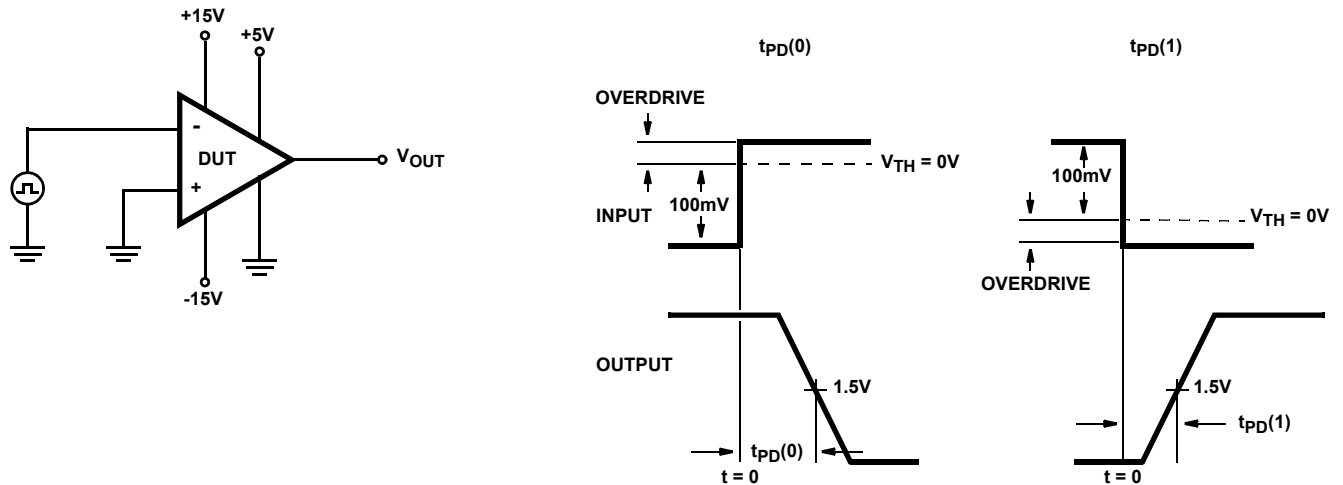 +15V
+5V
-
DUT
+
V_OUT
-15V
t_PD(0)
OVERDRIVE
V_TH = 0V
100mV
INPUT
OUTPUT
1.5V
t_PD(0)
t = 0
t_PD(1)
100mV
V_TH = 0V
OVERDRIVE
1.5V
t_PD(1)
t = 0